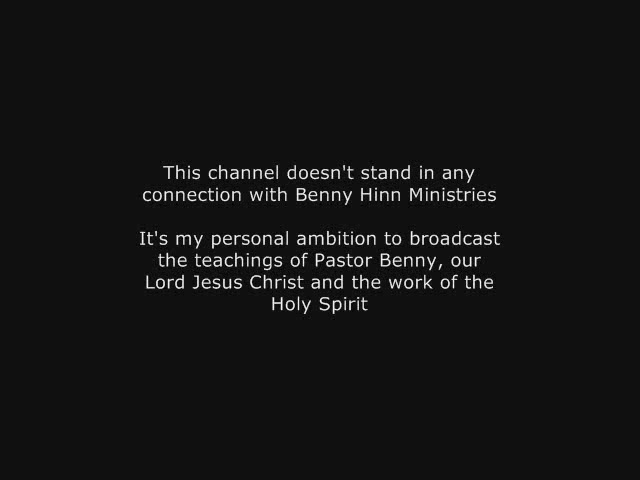 This channel doesn't stand in any
connection with Benny Hinn Ministries
It's my personal ambition to broadcast
the teachings of Pastor Benny, our
Lord Jesus Christ and the work of the
Holy Spirit